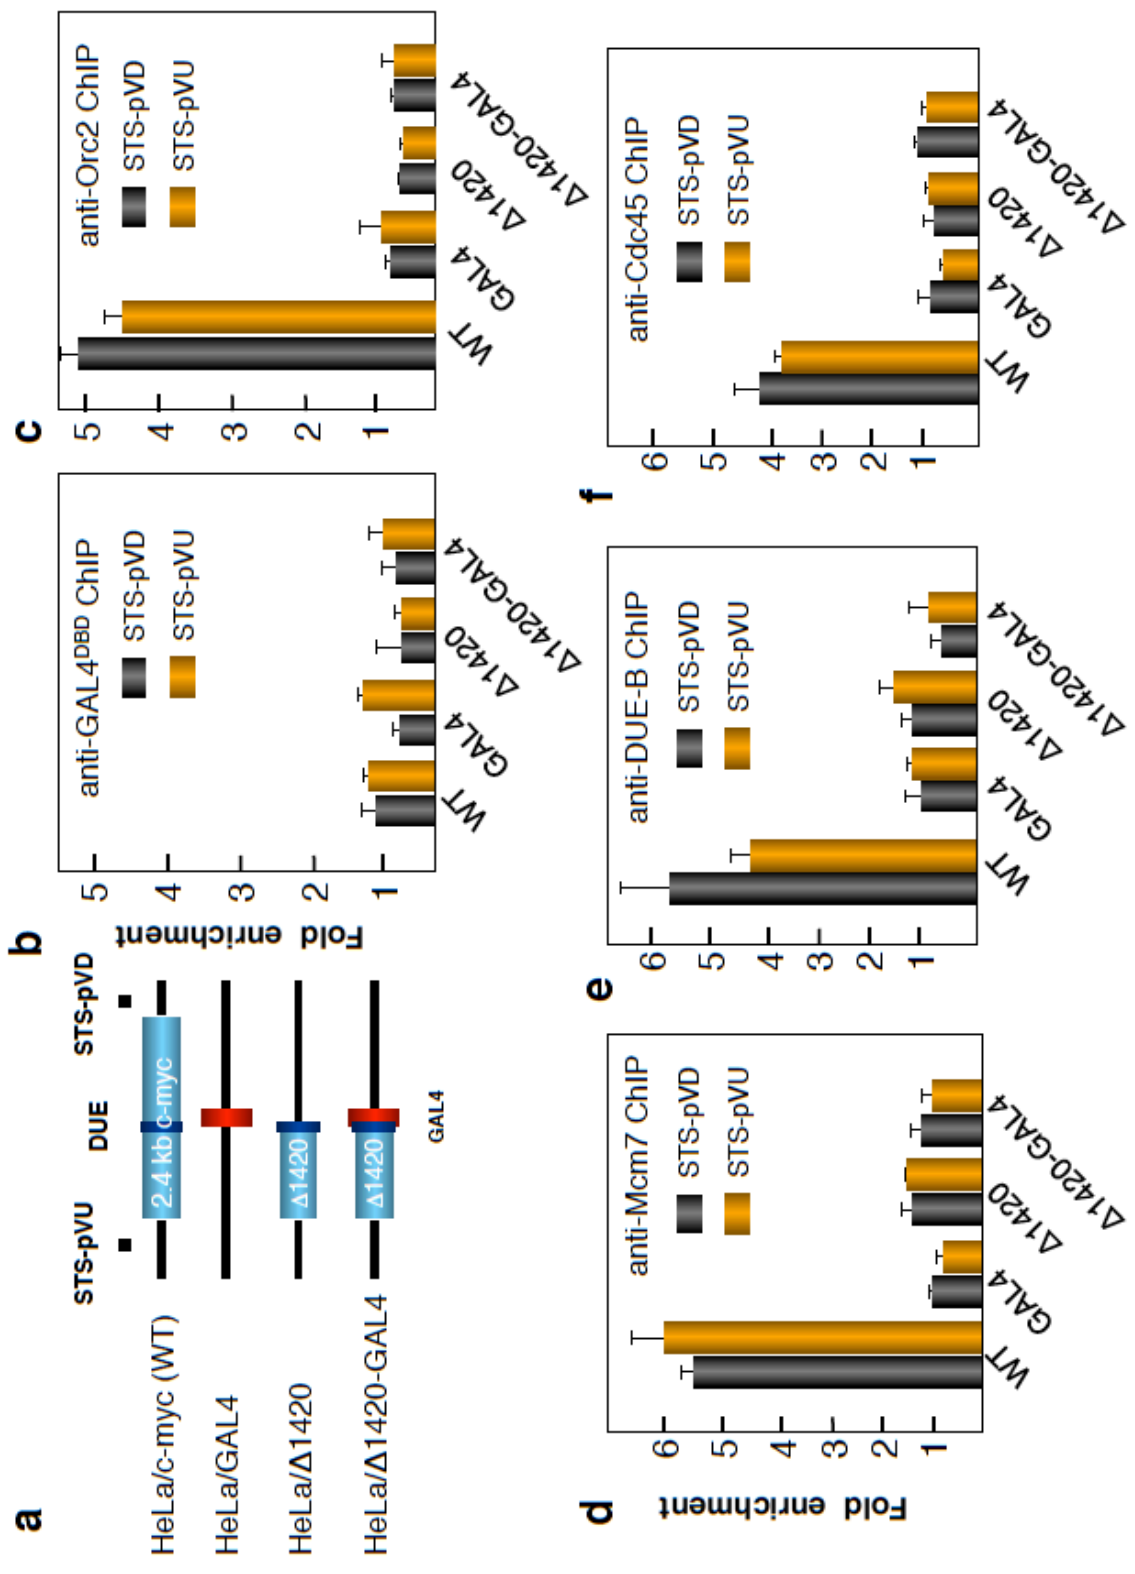 a
STS-pVU DUE STS-pVD
HeLa/c-myc (WT)
2.4 kb c-myc
HeLa/GAL4
HeLa/Δ1420
Δ1420
HeLa/Δ1420-GAL4
Δ1420
GAL4
b
Fold enrichment
anti-GAL4DBD ChIP
STS-pVD
STS-pVU
5
4
3
2
1
WT
GAL4
Δ1420
Δ1420-GAL4
c
anti-Orc2 ChIP
STS-pVD
STS-pVU
5
4
3
2
1
WT
GAL4
Δ1420
Δ1420-GAL4
d
Fold enrichment
anti-Mcm7 ChIP
STS-pVD
STS-pVU
6
5
4
3
2
1
WT
GAL4
Δ1420
Δ1420-GAL4
e
anti-DUE-B ChIP
STS-pVD
STS-pVU
6
5
4
3
2
1
WT
GAL4
Δ1420
Δ1420-GAL4
f
anti-Cdc45 ChIP
STS-pVD
STS-pVU
6
5
4
3
2
1
WT
GAL4
Δ1420
Δ1420-GAL4